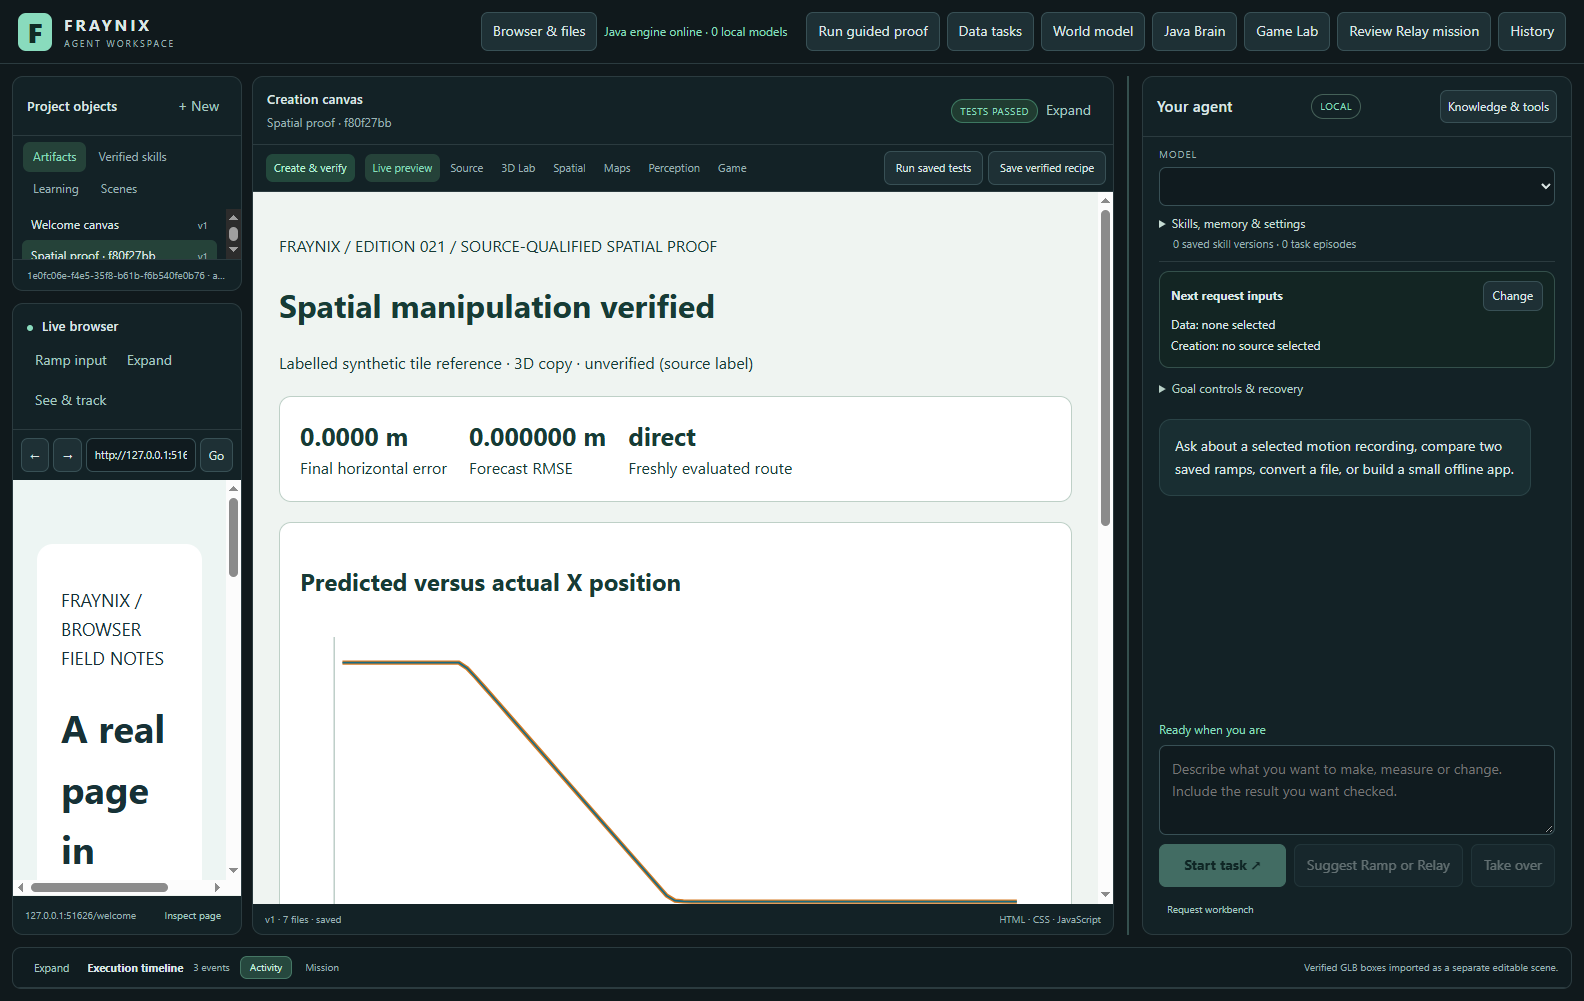 F FRAYNIX
AGENT WORKSPACE
Browser & files
Java engine online · 0 local models
Run guided proof
Data tasks
World model
Java Brain
Game Lab
Review Relay mission
History
Project objects
+ New
Artifacts
Verified skills
Learning
Scenes
Welcome canvas v1
Spatial proof · f80f27bb v1
1e0fc06e-f4e5-35f8-b61b-f6b540fe0b76 · a...
Live browser
Ramp input
Expand
See & track
← → http://127.0.0.1:516 Go
FRAYNIX /
BROWSER
FIELD NOTES
A real
page
in
127.0.0.1:51626/welcome
Inspect page
Creation canvas
Spatial proof · f80f27bb
TESTS PASSED
Expand
Create & verify
Live preview
Source
3D Lab
Spatial
Maps
Perception
Game
Run saved tests
Save verified recipe
FRAYNIX / EDITION 021 / SOURCE-QUALIFIED SPATIAL PROOF
Spatial manipulation verified
Labelled synthetic tile reference · 3D copy · unverified (source label)
0.0000 m
Final horizontal error
0.000000 m
Forecast RMSE
direct
Freshly evaluated route
Predicted versus actual X position
v1 · 7 files · saved
HTML · CSS · JavaScript
Your agent
LOCAL
Knowledge & tools
MODEL
Skills, memory & settings
0 saved skill versions · 0 task episodes
Next request inputs
Change
Data: none selected
Creation: no source selected
Goal controls & recovery
Ask about a selected motion recording, compare two
saved ramps, convert a file, or build a small offline app.
Ready when you are
Describe what you want to make, measure or change.
Include the result you want checked.
Start task ↗
Suggest Ramp or Relay
Take over
Request workbench
Expand
Execution timeline
3 events
Activity
Mission
Verified GLB boxes imported as a separate editable scene.